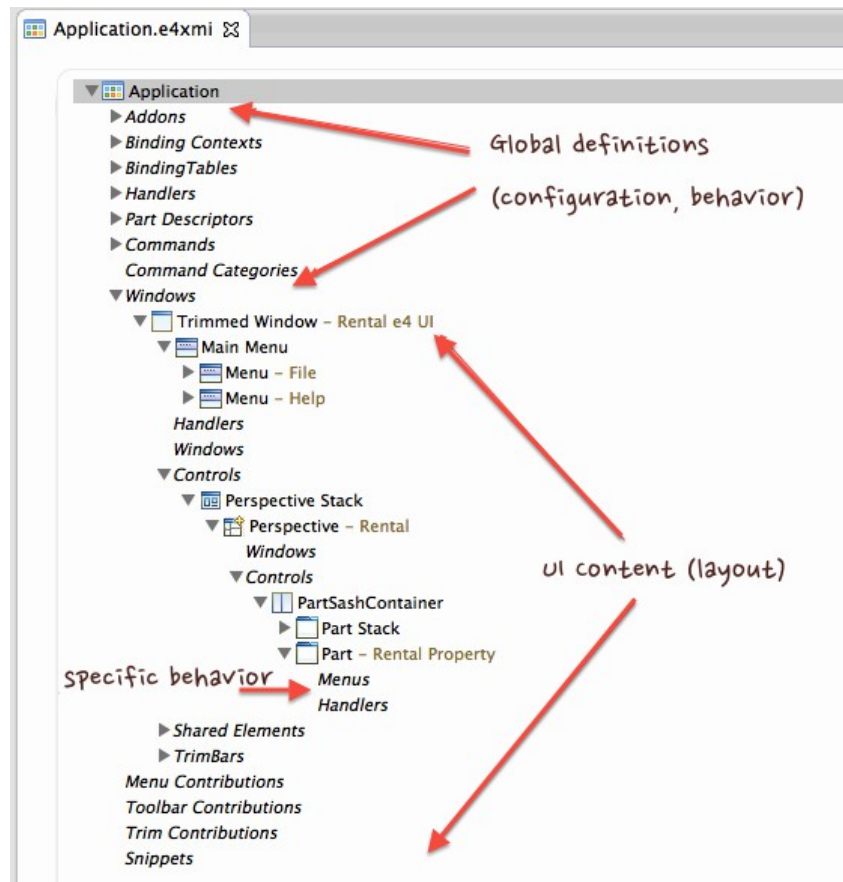 Application.e4xmi
Application
Addons
Binding Contexts
Global definitions
BindingTables
Handlers
(configuration, behavior)
Part Descriptors
Commands
Command Categories
Windows
Trimmed Window – Rental e4 UI
Main Menu
Menu – File
Menu – Help
Handlers
Windows
Controls
Perspective Stack
Perspective – Rental
Windows
UI content (layout)
Controls
PartSashContainer
Part Stack
Part – Rental Property
specific behavior
Menus
Handlers
Shared Elements
TrimBars
Menu Contributions
Toolbar Contributions
Trim Contributions
Snippets